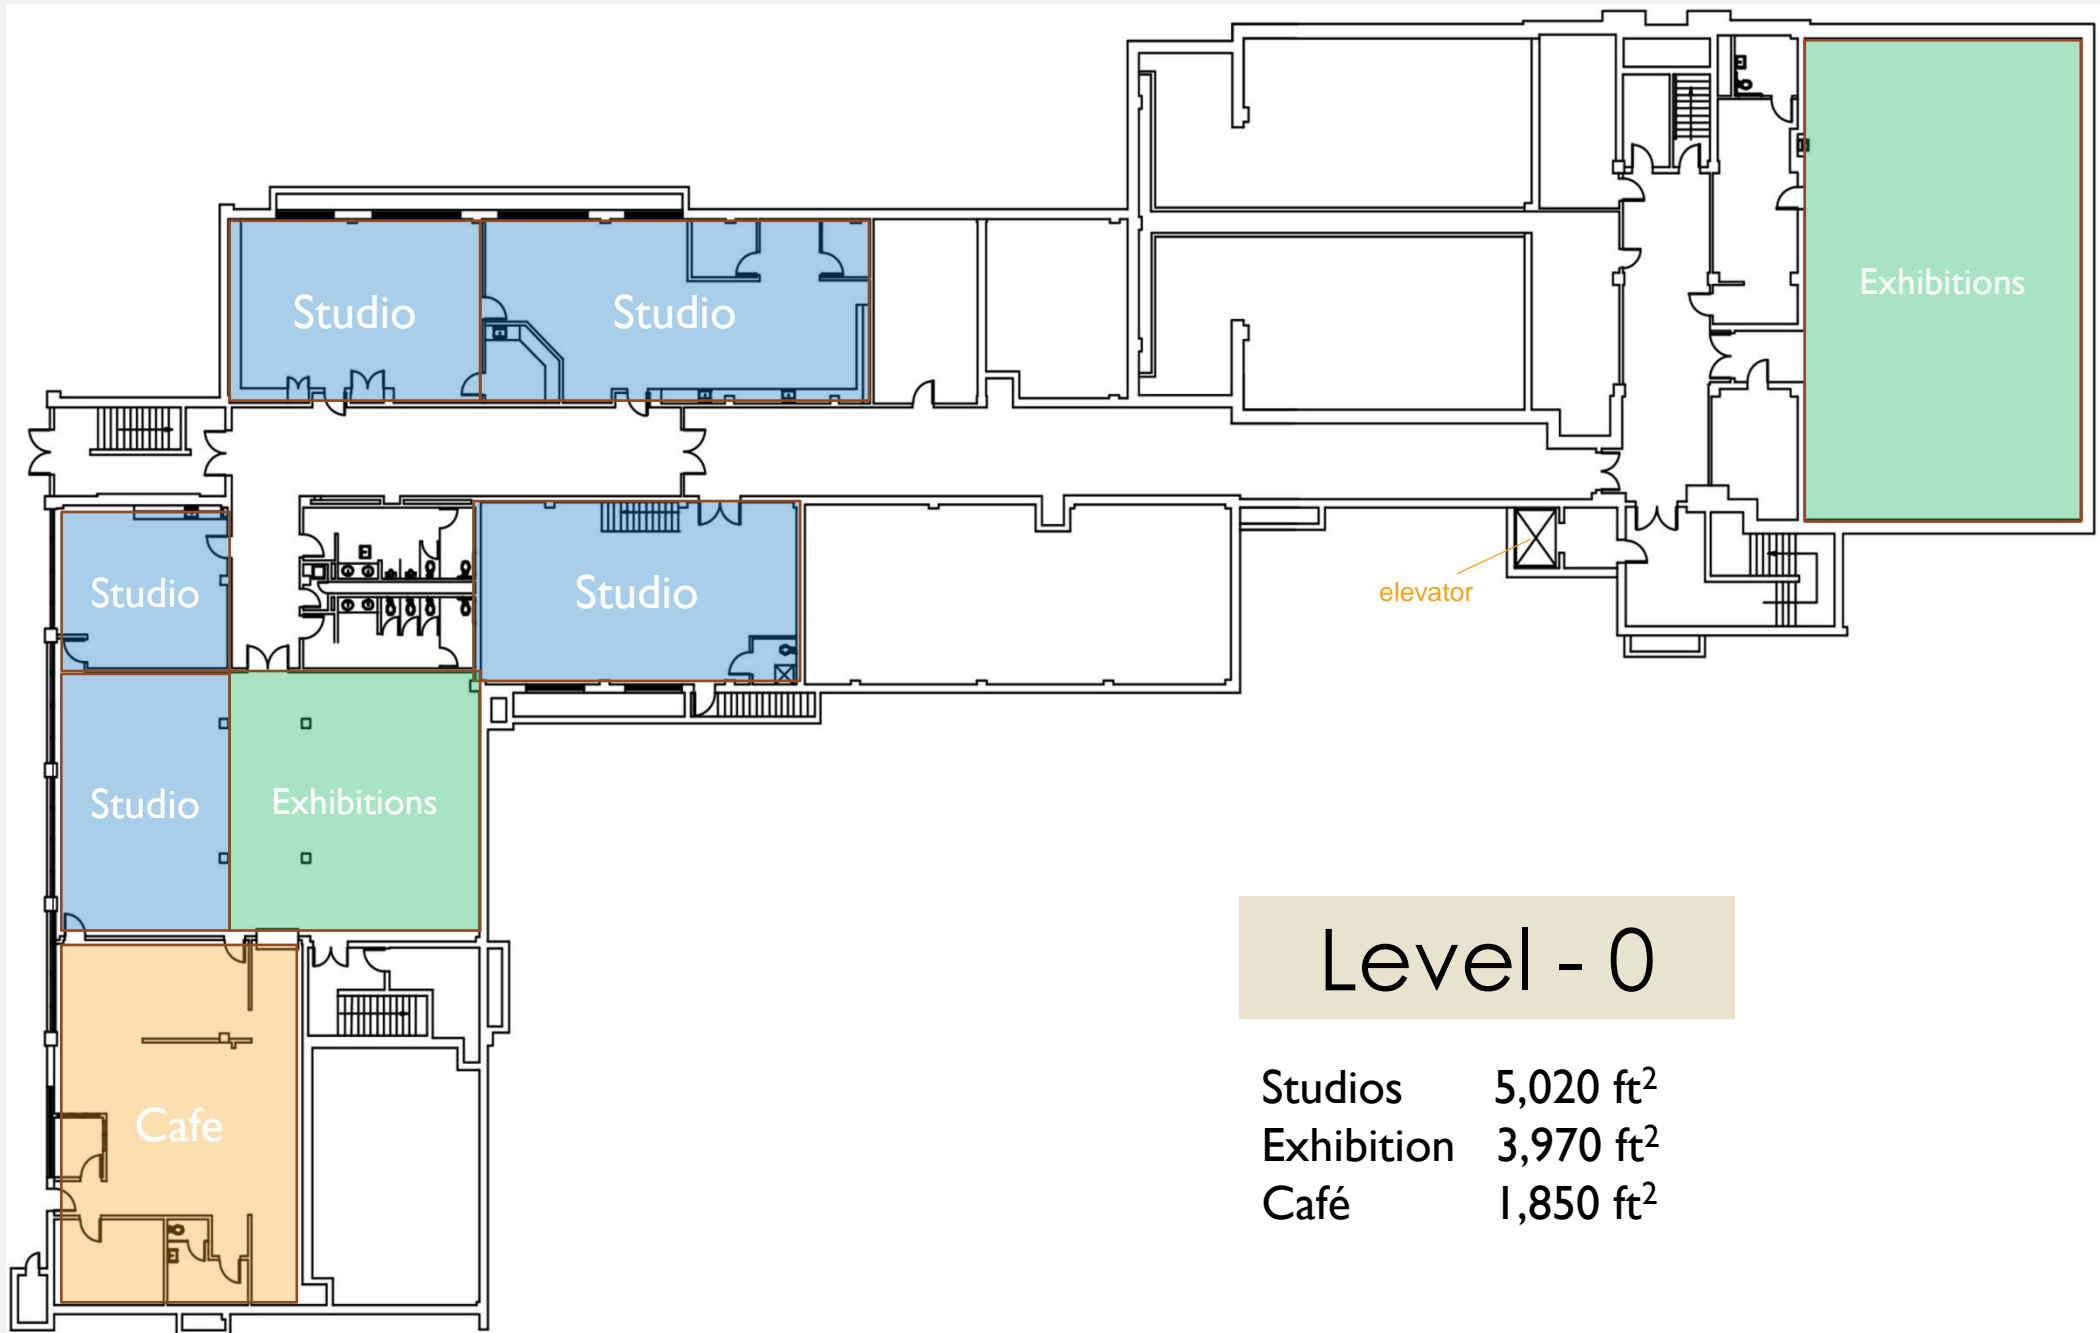 Studio
Studio
Exhibitions
Studio
Studio
elevator
Studio
Exhibitions
Level - 0
Studios 5,020 ft²
Exhibition 3,970 ft²
Café 1,850 ft²
Cafe